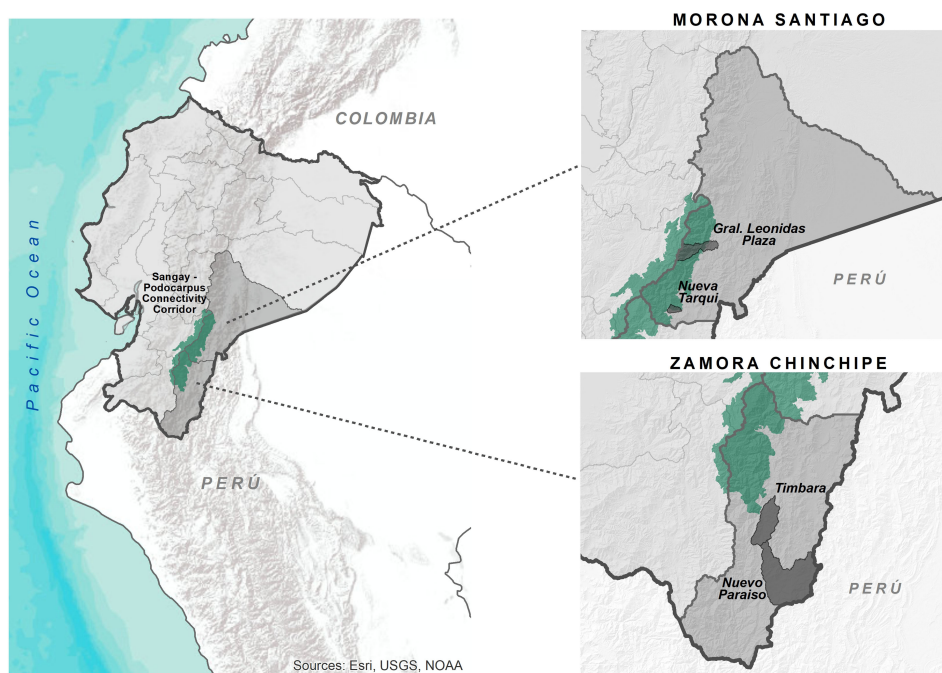 COLOMBIA
Pacific Ocean
Sangay -
Podocarpus
Connectivity
Corridor
PERÚ
Sources: Esri, USGS, NOAA
MORONA SANTIAGO
Gral. Leonidas
Plaza
Nueva
Tarqui
PERÚ
ZAMORA CHINCHIPE
Timbara
Nuevo
Paraiso
PERÚ